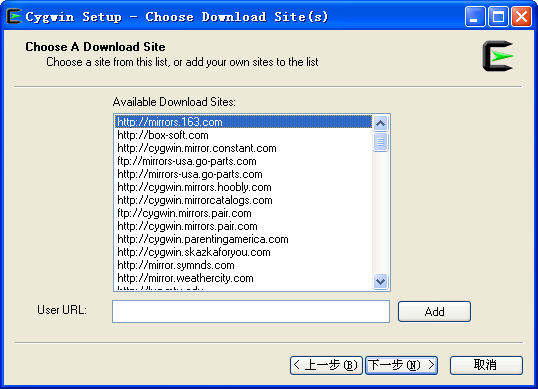 Cygwin Setup - Choose Download Site(s)
Choose A Download Site
Choose a site from this list, or add your own sites to the list
Available Download Sites:
http://mirrors.163.com
http://box-soft.com
http://cygwin.mirror.constant.com
ftp://mirrors-usa.go-parts.com
http://mirrors-usa.go-parts.com
http://cygwin.mirrors.hoobly.com
http://cygwin.mirrorcatalogs.com
ftp://cygwin.mirrors.pair.com
http://cygwin.mirrors.pair.com
http://cygwin.parentingamerica.com
http://cygwin.skazkaforyou.com
http://mirror.symnds.com
http://mirror.weathercity.com
User URL:
Add
< 上一步(B)
下一步(N) >
取消